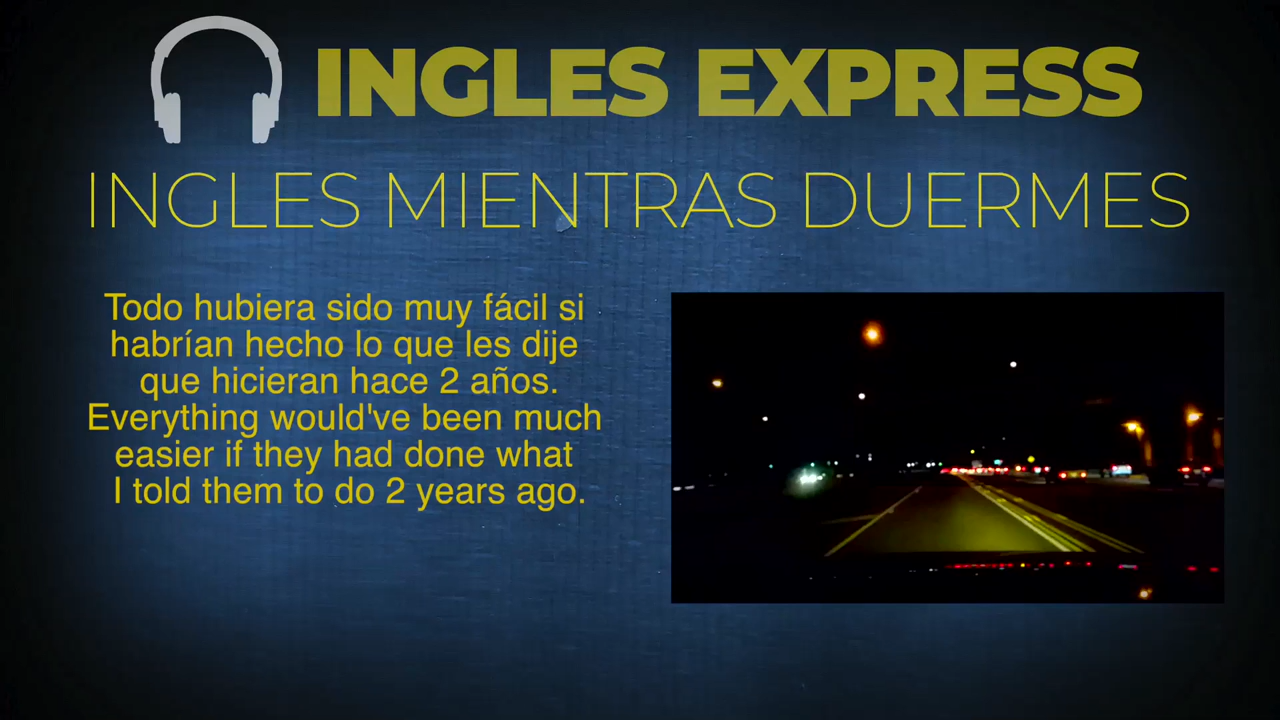 INGLES EXPRESS
INGLES MIENTRAS DUERMES
Todo hubiera sido muy fácil si
habrían hecho lo que les dije
que hicieran hace 2 años.
Everything would've been much
easier if they had done what
I told them to do 2 years ago.